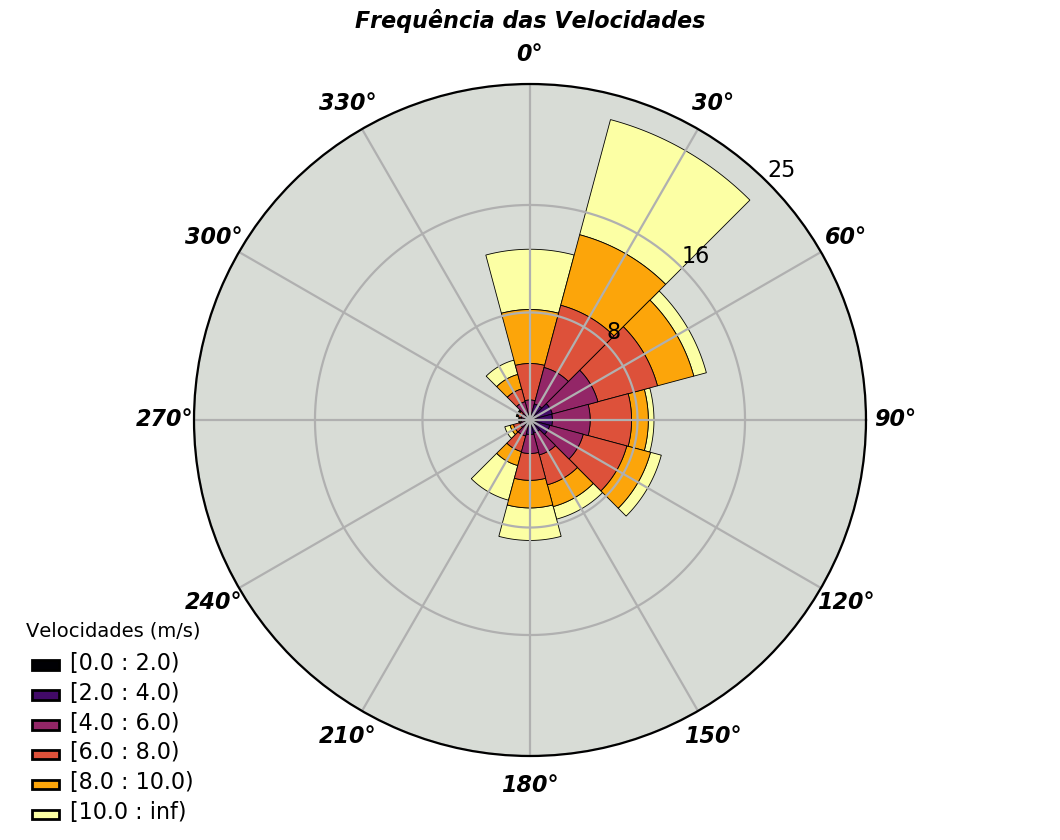 Frequência das Velocidades
0°
330°
30°
25
300°
60°
16
8
270°
90°
240°
120°
210°
150°
180°
Velocidades (m/s)
[0.0 : 2.0)
[2.0 : 4.0)
[4.0 : 6.0)
[6.0 : 8.0)
[8.0 : 10.0)
[10.0 : inf)